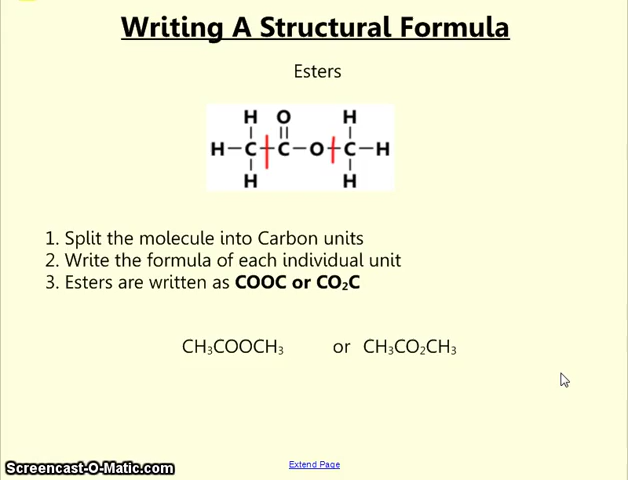 Writing A Structural Formula
Esters
H O H
H-C-C-O-C-H
H H
1. Split the molecule into Carbon units
2. Write the formula of each individual unit
3. Esters are written as COOC or CO₂C
CH₃COOCH₃ or CH₃CO₂CH₃
Extend Page
Screencast-O-Matic.com